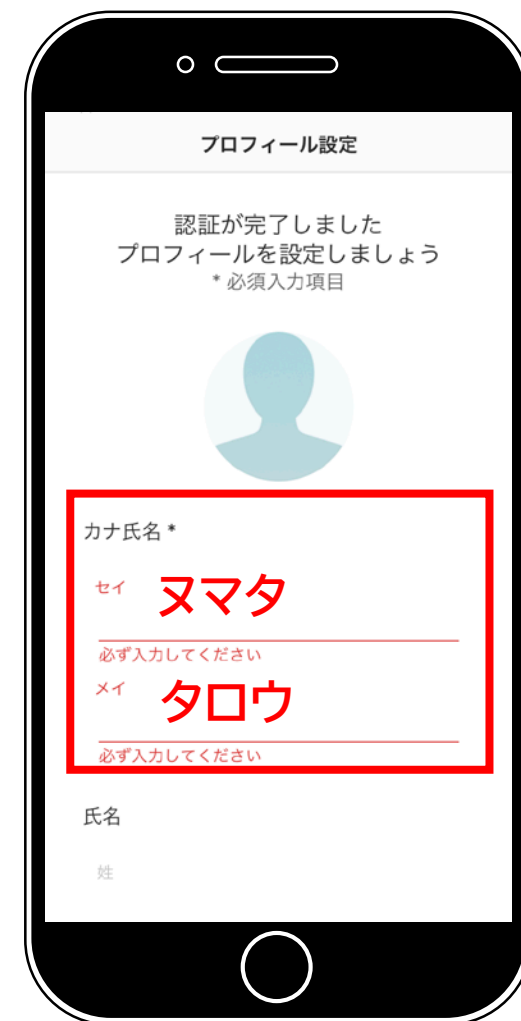 プロフィール設定
認証が完了しました
プロフィールを設定しましょう
* 必須入力項目
カナ氏名 *
セイ ヌマタ
必ず入力してください
メイ タロウ
必ず入力してください
氏名
姓